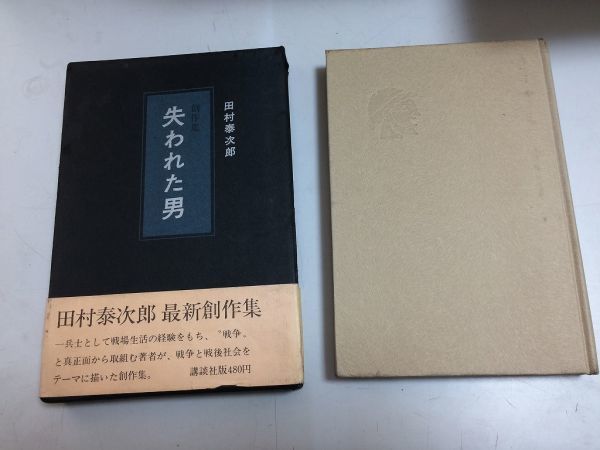 田村泰次郎
創作集
失われた男
田村泰次郎 最新創作集
一兵士として戦場生活の経験をもち、〝戦争〟
と真正面から取組む著者が、戦争と戦後社会を
テーマに描いた創作集。 講談社版480円